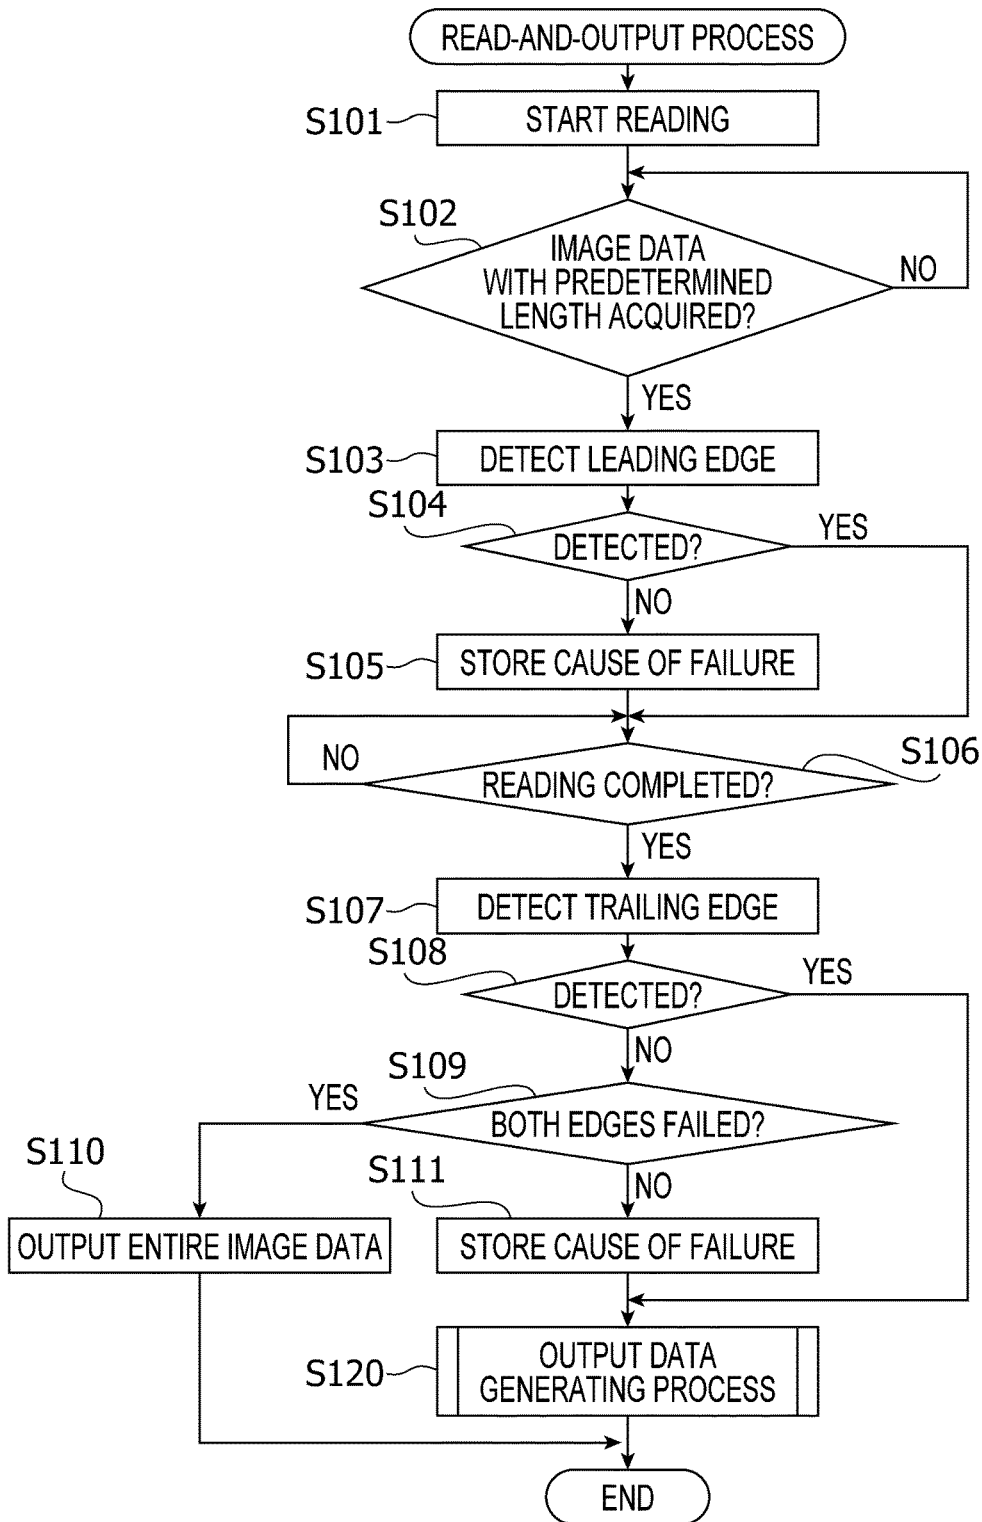 READ-AND-OUTPUT PROCESS
S101
START READING
S102
IMAGE DATA
WITH PREDETERMINED
LENGTH ACQUIRED?
NO
YES
S103
DETECT LEADING EDGE
S104
DETECTED?
YES
NO
S105
STORE CAUSE OF FAILURE
NO
READING COMPLETED?
S106
YES
S107
DETECT TRAILING EDGE
S108
DETECTED?
YES
NO
S109
YES
BOTH EDGES FAILED?
S110
S111
NO
OUTPUT ENTIRE IMAGE DATA
STORE CAUSE OF FAILURE
S120
OUTPUT DATA
GENERATING PROCESS
END